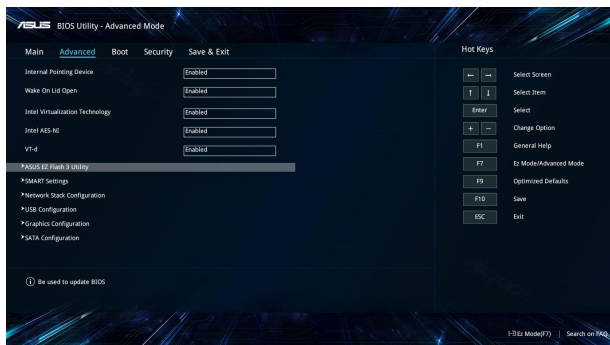 ASUS BIOS Utility - Advanced Mode
Main Advanced Boot Security Save & Exit
Hot Keys
Internal Pointing Device Enabled
Wake On Lid Open Enabled
Intel Virtualization Technology Enabled
Intel AES-NI Enabled
VT-d Enabled
ASUS EZ Flash 3 Utility
SMART Settings
Network Stack Configuration
USB Configuration
Graphics Configuration
SATA Configuration
← → Select Screen
↑ ↓ Select Item
Enter Select
+ − Change Option
F1 General Help
F7 Ez Mode/Advanced Mode
F9 Optimized Defaults
F10 Save
ESC Exit
Be used to update BIOS
Ez Mode(F7) | Search on FAQ